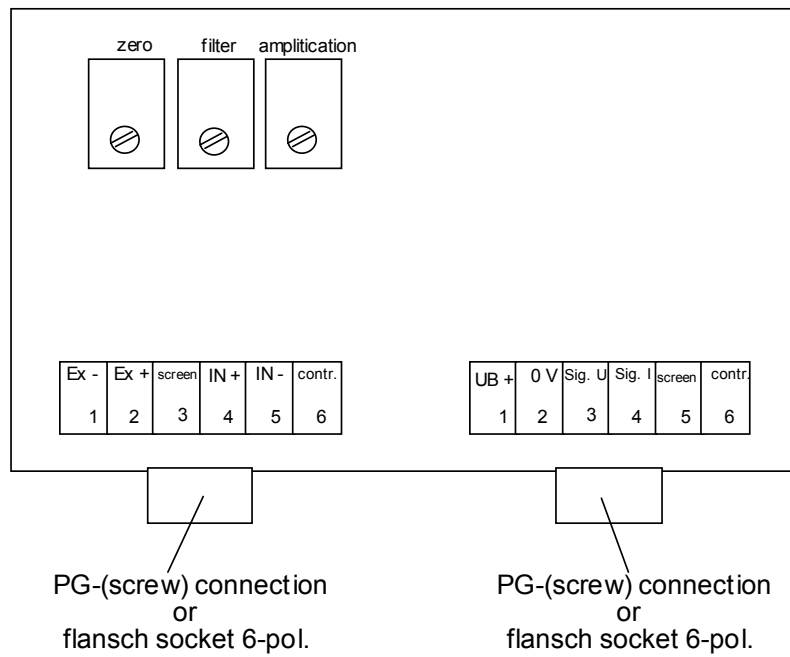 zero filter amplitication
Ex - Ex + screen IN + IN - contr.
1 2 3 4 5 6
UB + 0 V Sig. U Sig. I screen contr.
1 2 3 4 5 6
PG-(screw) connection
or
flansch socket 6-pol.
PG-(screw) connection
or
flansch socket 6-pol.